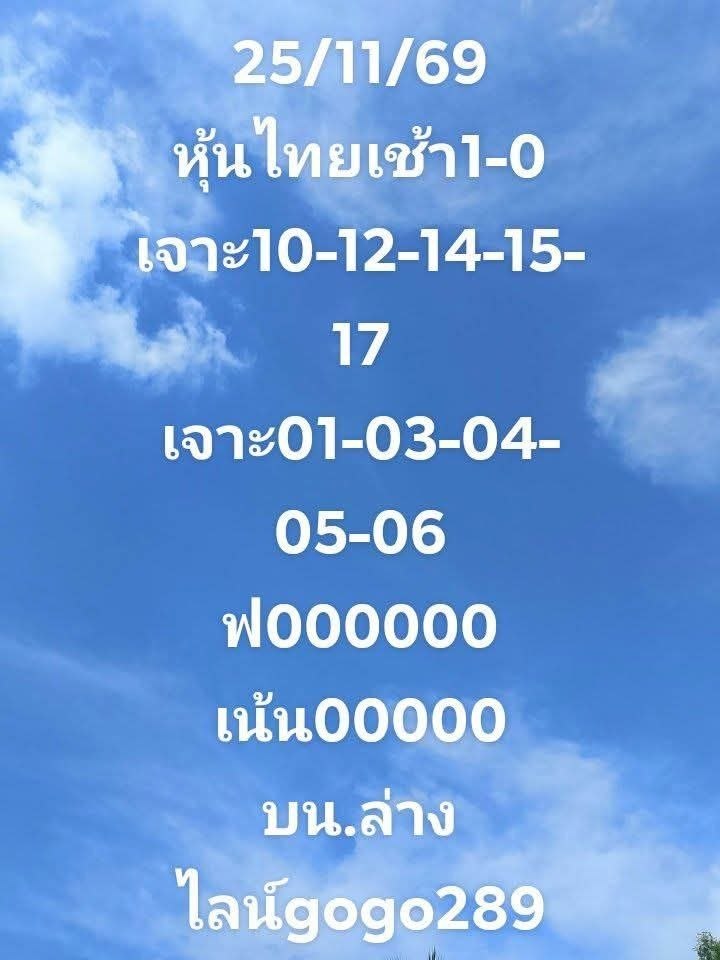 25/11/69
หุ้นไทยเช้า1-0
เจาะ10-12-14-15-
17
เจาะ01-03-04-
05-06
ฟ000000
เน้น00000
บน.ล่าง
ไลน์gogo289